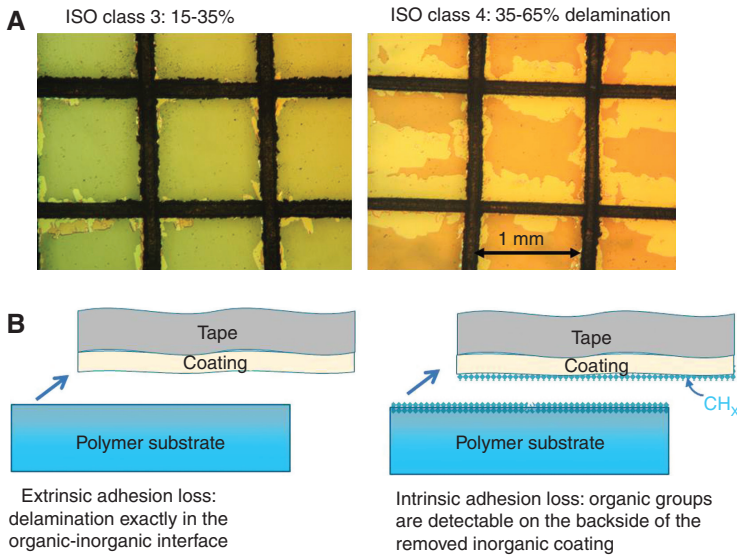 A
ISO class 3: 15-35%
ISO class 4: 35-65% delamination
1 mm
B
Tape
Coating
Polymer substrate
Extrinsic adhesion loss:
delamination exactly in the
organic-inorganic interface
Tape
Coating
CHx
Polymer substrate
Intrinsic adhesion loss: organic groups
are detectable on the backside of the
removed inorganic coating